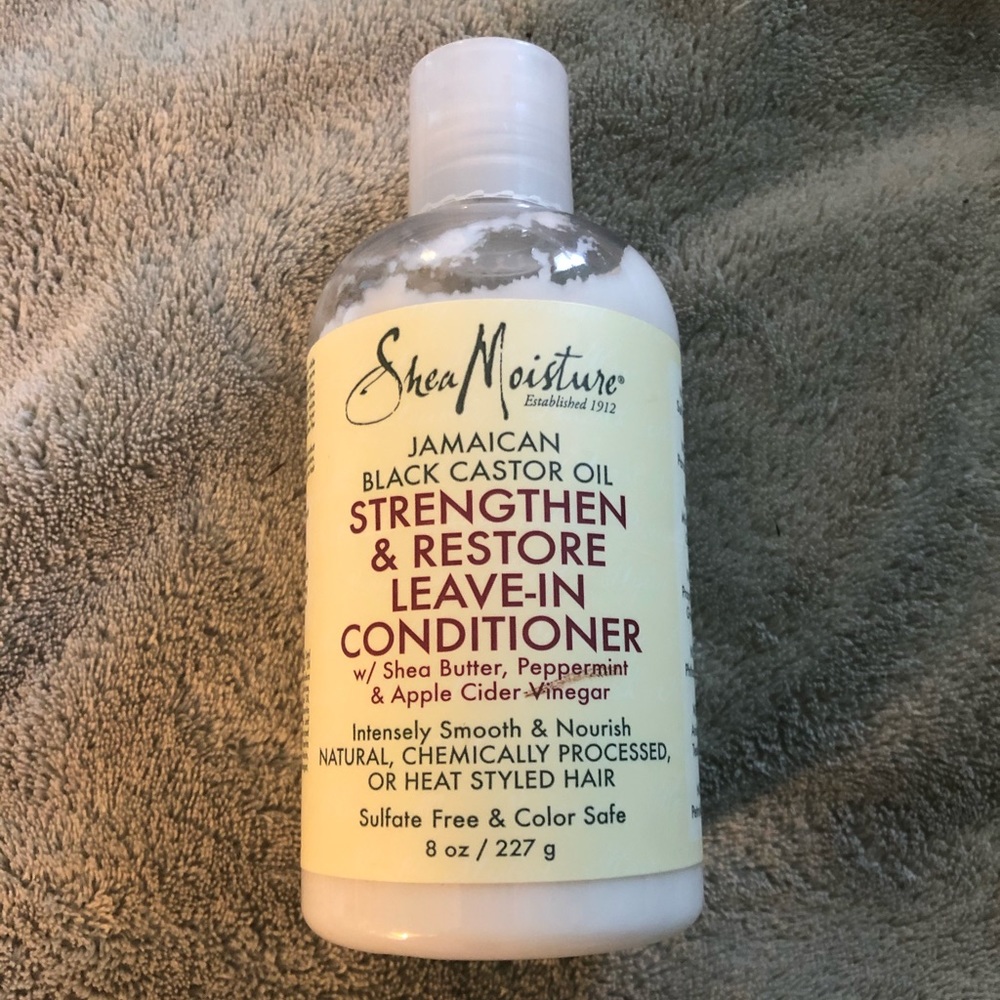 SheaMoisture®
Established 1912
JAMAICAN
BLACK CASTOR OIL
STRENGTHEN
& RESTORE
LEAVE-IN
CONDITIONER
w/ Shea Butter, Peppermint
& Apple Cider Vinegar
Intensely Smooth & Nourish
NATURAL, CHEMICALLY PROCESSED,
OR HEAT STYLED HAIR
Sulfate Free & Color Safe
8 oz / 227 g